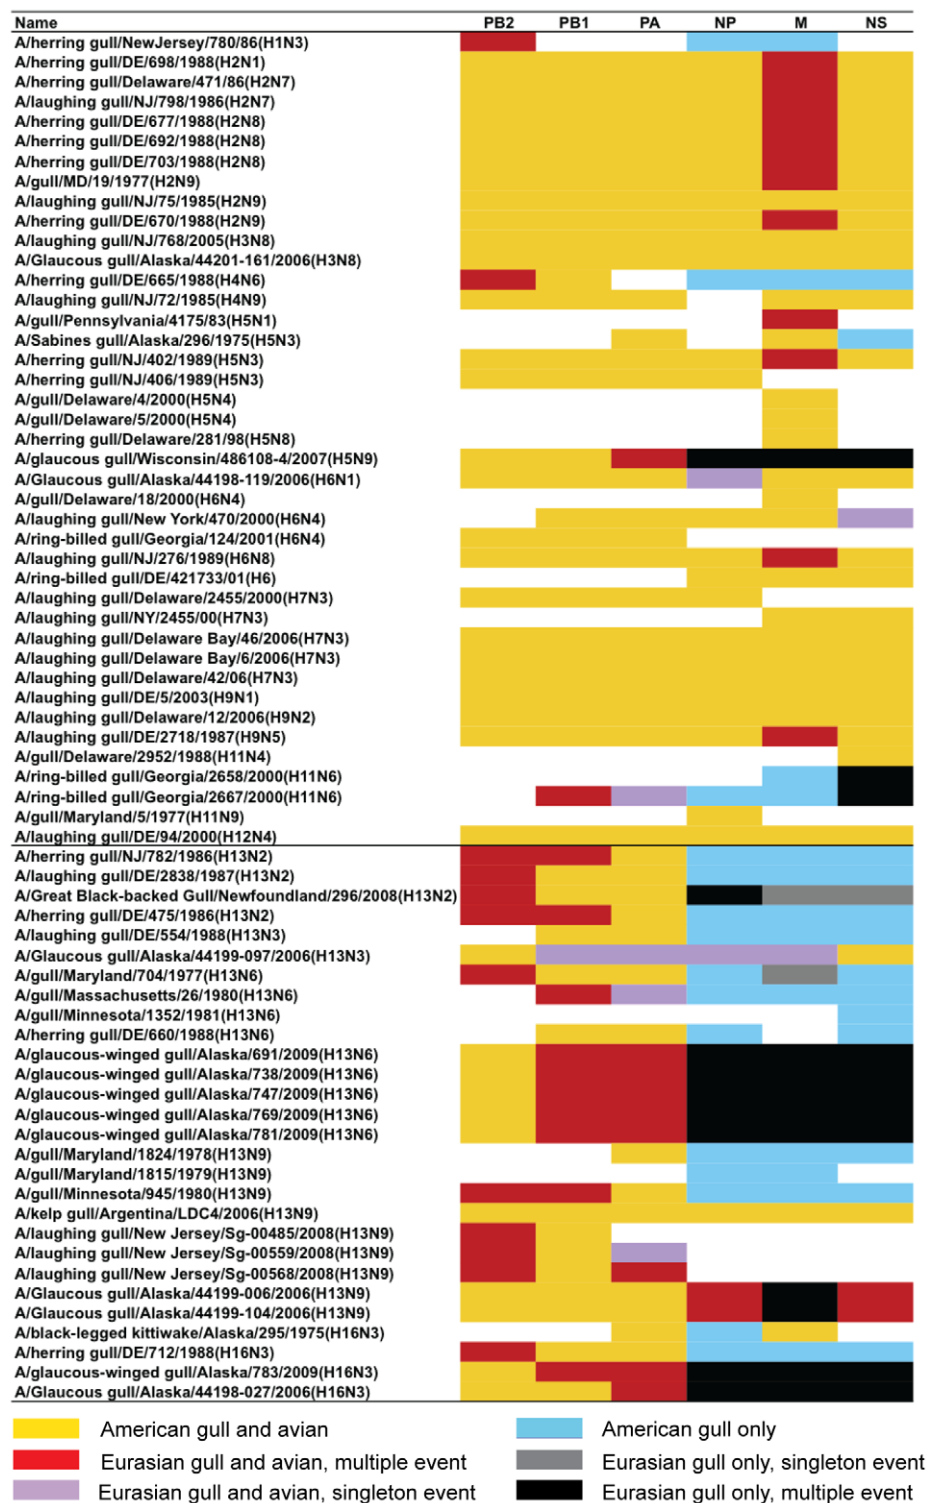 Name PB2 PB1 PA NP M NS
A/herring gull/NewJersey/780/86(H1N3)
A/herring gull/DE/698/1988(H2N1)
A/herring gull/Delaware/471/86(H2N7)
A/laughing gull/NJ/798/1986(H2N7)
A/herring gull/DE/677/1988(H2N8)
A/herring gull/DE/692/1988(H2N8)
A/herring gull/DE/703/1988(H2N8)
A/gull/MD/19/1977(H2N9)
A/laughing gull/NJ/75/1985(H2N9)
A/herring gull/DE/670/1988(H2N9)
A/laughing gull/NJ/768/2005(H3N8)
A/Glaucous gull/Alaska/44201-161/2006(H3N8)
A/herring gull/DE/665/1988(H4N6)
A/laughing gull/NJ/72/1985(H4N9)
A/gull/Pennsylvania/4175/83(H5N1)
A/Sabines gull/Alaska/296/1975(H5N3)
A/herring gull/NJ/402/1989(H5N3)
A/herring gull/NJ/406/1989(H5N3)
A/gull/Delaware/4/2000(H5N4)
A/gull/Delaware/5/2000(H5N4)
A/herring gull/Delaware/281/98(H5N8)
A/glaucous gull/Wisconsin/486108-4/2007(H5N9)
A/Glaucous gull/Alaska/44198-119/2006(H6N1)
A/gull/Delaware/18/2000(H6N4)
A/laughing gull/New York/470/2000(H6N4)
A/ring-billed gull/Georgia/124/2001(H6N4)
A/laughing gull/NJ/276/1989(H6N8)
A/ring-billed gull/DE/421733/01(H6)
A/laughing gull/Delaware/2455/2000(H7N3)
A/laughing gull/NY/2455/00(H7N3)
A/laughing gull/Delaware Bay/46/2006(H7N3)
A/laughing gull/Delaware Bay/6/2006(H7N3)
A/laughing gull/Delaware/42/06(H7N3)
A/laughing gull/DE/5/2003(H9N1)
A/laughing gull/Delaware/12/2006(H9N2)
A/laughing gull/DE/2718/1987(H9N5)
A/gull/Delaware/2952/1988(H11N4)
A/ring-billed gull/Georgia/2658/2000(H11N6)
A/ring-billed gull/Georgia/2667/2000(H11N6)
A/gull/Maryland/5/1977(H11N9)
A/laughing gull/DE/94/2000(H12N4)
A/herring gull/NJ/782/1986(H13N2)
A/laughing gull/DE/2838/1987(H13N2)
A/Great Black-backed Gull/Newfoundland/296/2008(H13N2)
A/herring gull/DE/475/1986(H13N2)
A/laughing gull/DE/554/1988(H13N3)
A/Glaucous gull/Alaska/44199-097/2006(H13N3)
A/gull/Maryland/704/1977(H13N6)
A/gull/Massachusetts/26/1980(H13N6)
A/gull/Minnesota/1352/1981(H13N6)
A/herring gull/DE/660/1988(H13N6)
A/glaucous-winged gull/Alaska/691/2009(H13N6)
A/glaucous-winged gull/Alaska/738/2009(H13N6)
A/glaucous-winged gull/Alaska/747/2009(H13N6)
A/glaucous-winged gull/Alaska/769/2009(H13N6)
A/glaucous-winged gull/Alaska/781/2009(H13N6)
A/gull/Maryland/1824/1978(H13N9)
A/gull/Maryland/1815/1979(H13N9)
A/gull/Minnesota/945/1980(H13N9)
A/kelp gull/Argentina/LDC4/2006(H13N9)
A/laughing gull/New Jersey/Sg-00485/2008(H13N9)
A/laughing gull/New Jersey/Sg-00559/2008(H13N9)
A/laughing gull/New Jersey/Sg-00568/2008(H13N9)
A/Glaucous gull/Alaska/44199-006/2006(H13N9)
A/Glaucous gull/Alaska/44199-104/2006(H13N9)
A/black-legged kittiwake/Alaska/295/1975(H16N3)
A/herring gull/DE/712/1988(H16N3)
A/glaucous-winged gull/Alaska/783/2009(H16N3)
A/Glaucous gull/Alaska/44198-027/2006(H16N3)
American gull and avian
Eurasian gull and avian, multiple event
Eurasian gull and avian, singleton event
American gull only
Eurasian gull only, singleton event
Eurasian gull only, multiple event